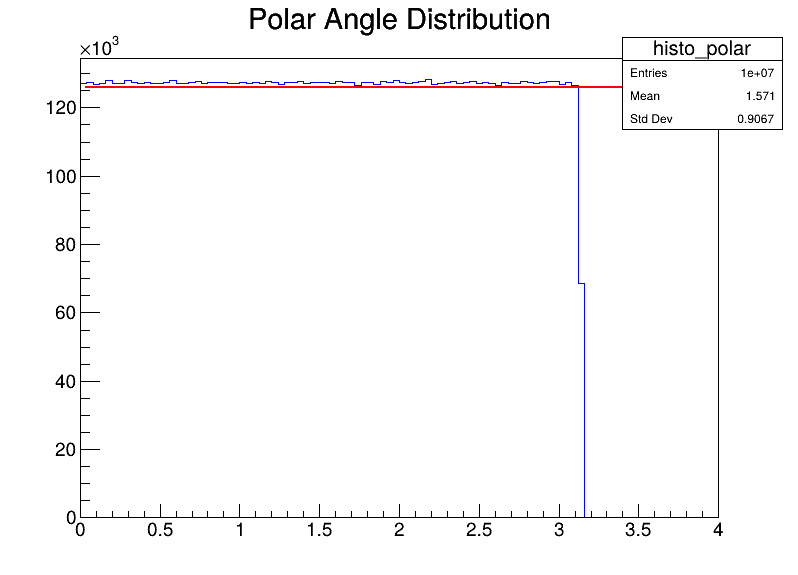 Polar Angle Distribution
×10³
histo_polar
Entries 1e+07
Mean 1.571
Std Dev 0.9067
120
100
80
60
40
20
0
0 0.5 1 1.5 2 2.5 3 3.5 4